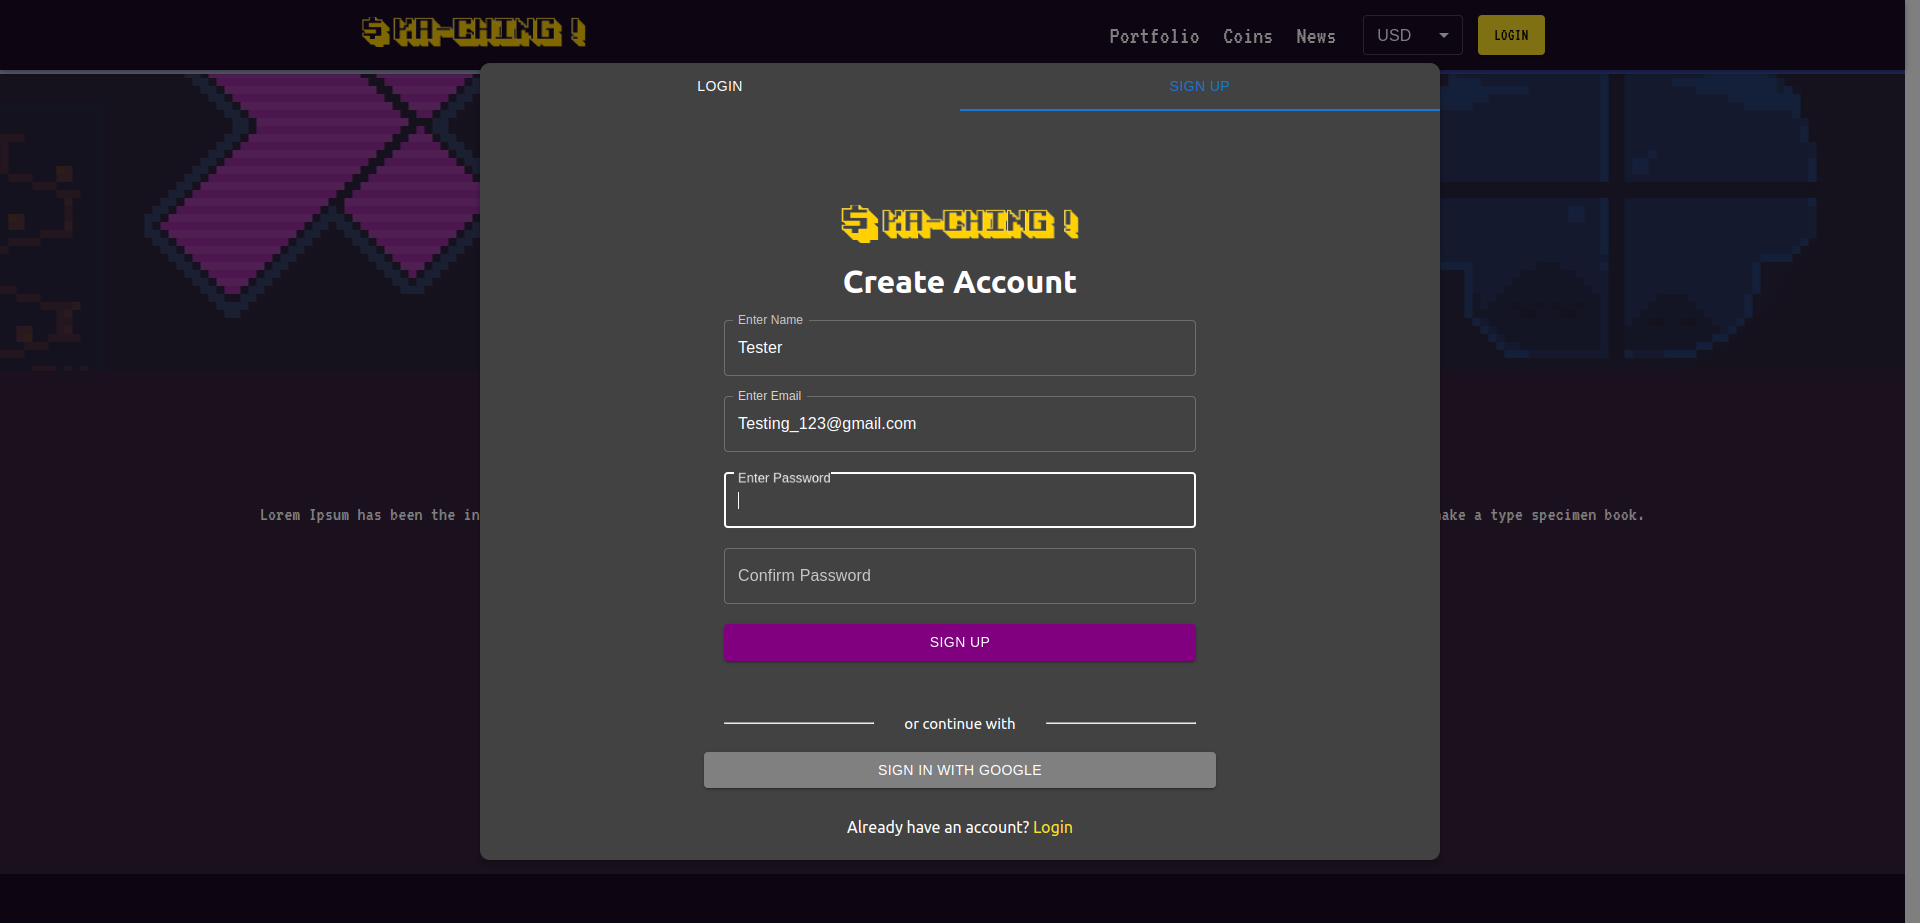 $ KA-CHING !
Portfolio Coins News USD LOGIN
LOGIN SIGN UP
$ KA-CHING !
Create Account
Enter Name
Tester
Enter Email
Testing_123@gmail.com
Enter Password
Lorem Ipsum has been the in
ake a type specimen book.
Confirm Password
SIGN UP
or continue with
SIGN IN WITH GOOGLE
Already have an account? Login